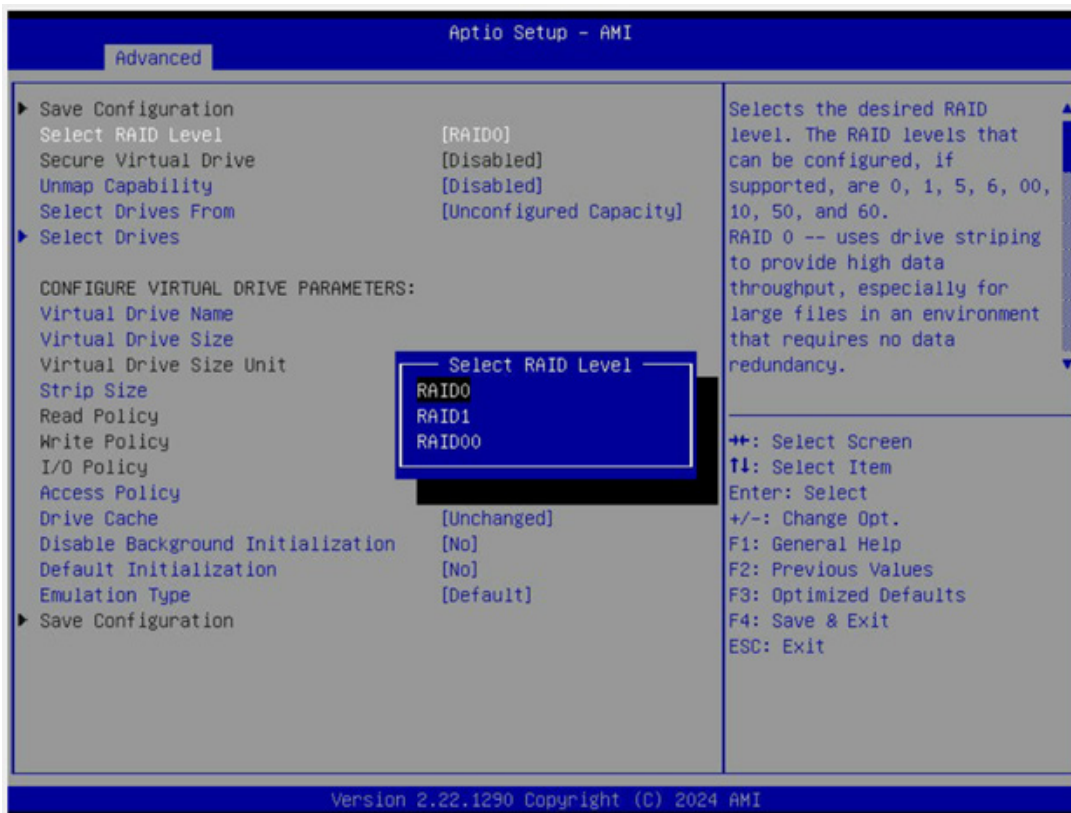 Aptio Setup - AMI
Advanced
Save Configuration
Select RAID Level [RAID0]
Secure Virtual Drive [Disabled]
Unmap Capability [Disabled]
Select Drives From [Unconfigured Capacity]
Select Drives
CONFIGURE VIRTUAL DRIVE PARAMETERS:
Virtual Drive Name
Virtual Drive Size
Virtual Drive Size Unit
Strip Size
Read Policy
Write Policy
I/O Policy
Access Policy
Drive Cache [Unchanged]
Disable Background Initialization [No]
Default Initialization [No]
Emulation Type [Default]
Save Configuration
Select RAID Level
RAID0
RAID1
RAID00
Selects the desired RAID
level. The RAID levels that
can be configured, if
supported, are 0, 1, 5, 6, 00,
10, 50, and 60.
RAID 0 -- uses drive striping
to provide high data
throughput, especially for
large files in an environment
that requires no data
redundancy.
→←: Select Screen
↑↓: Select Item
Enter: Select
+/-: Change Opt.
F1: General Help
F2: Previous Values
F3: Optimized Defaults
F4: Save & Exit
ESC: Exit
Version 2.22.1290 Copyright (C) 2024 AMI